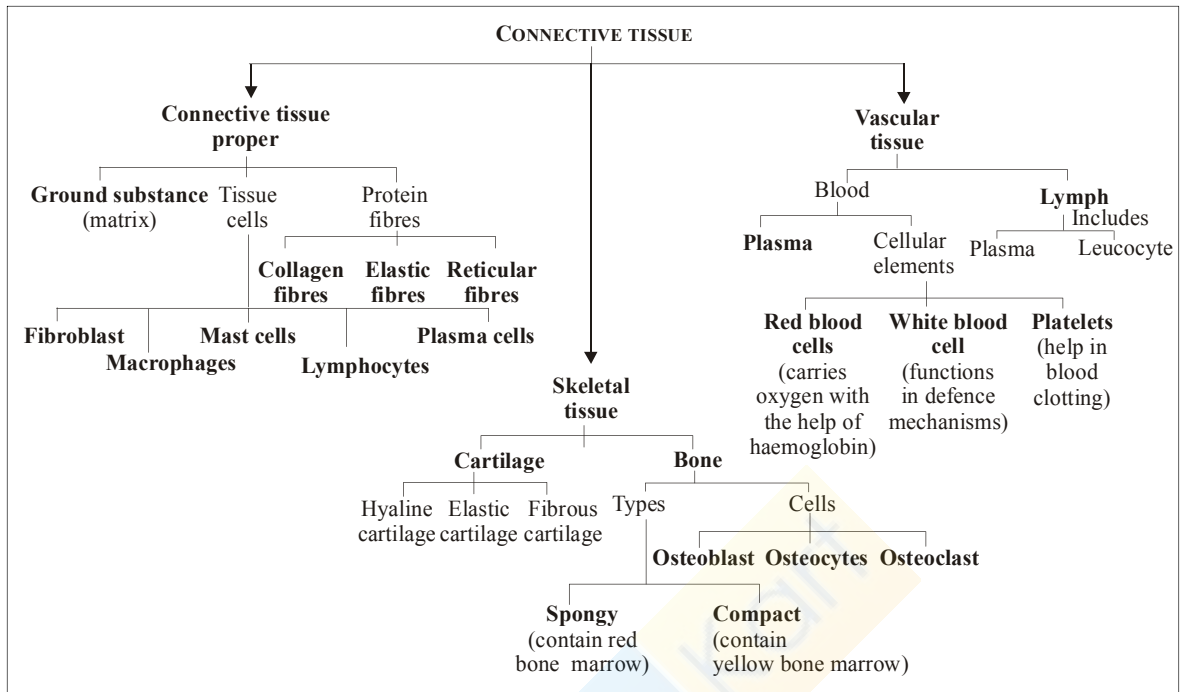 CONNECTIVE TISSUE
Connective tissue
proper
Ground substance
(matrix)
Tissue
cells
Protein
fibres
Collagen
fibres
Elastic
fibres
Reticular
fibres
Fibroblast
Macrophages
Mast cells
Lymphocytes
Plasma cells
Skeletal
tissue
Cartilage
Hyaline
cartilage
Elastic
cartilage
Fibrous
cartilage
Bone
Types
Spongy
(contain red
bone marrow)
Compact
(contain
yellow bone marrow)
Cells
Osteoblast
Osteocytes
Osteoclast
Vascular
tissue
Blood
Plasma
Cellular
elements
Red blood
cells
(carries
oxygen with
the help of
haemoglobin)
White blood
cell
(functions
in defence
mechanisms)
Platelets
(help in
blood
clotting)
Lymph
Includes
Plasma
Leucocyte
Kart